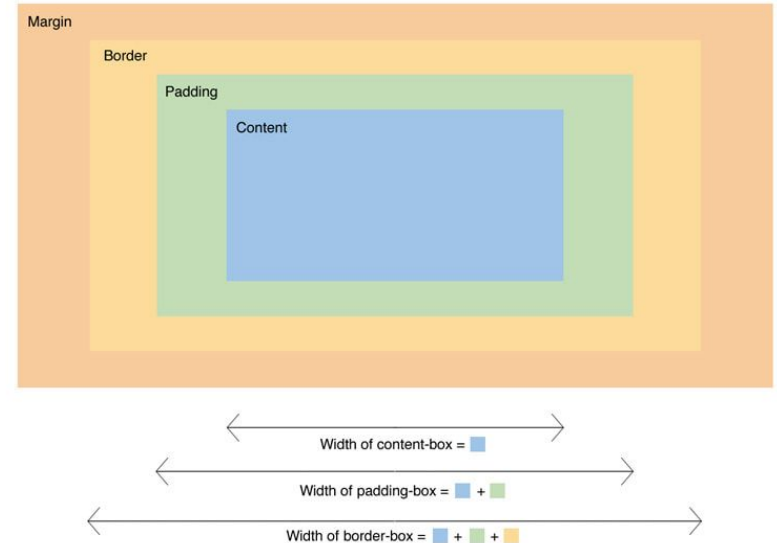 Margin
Border
Padding
Content
Width of content-box =
Width of padding-box = +
Width of border-box = + +